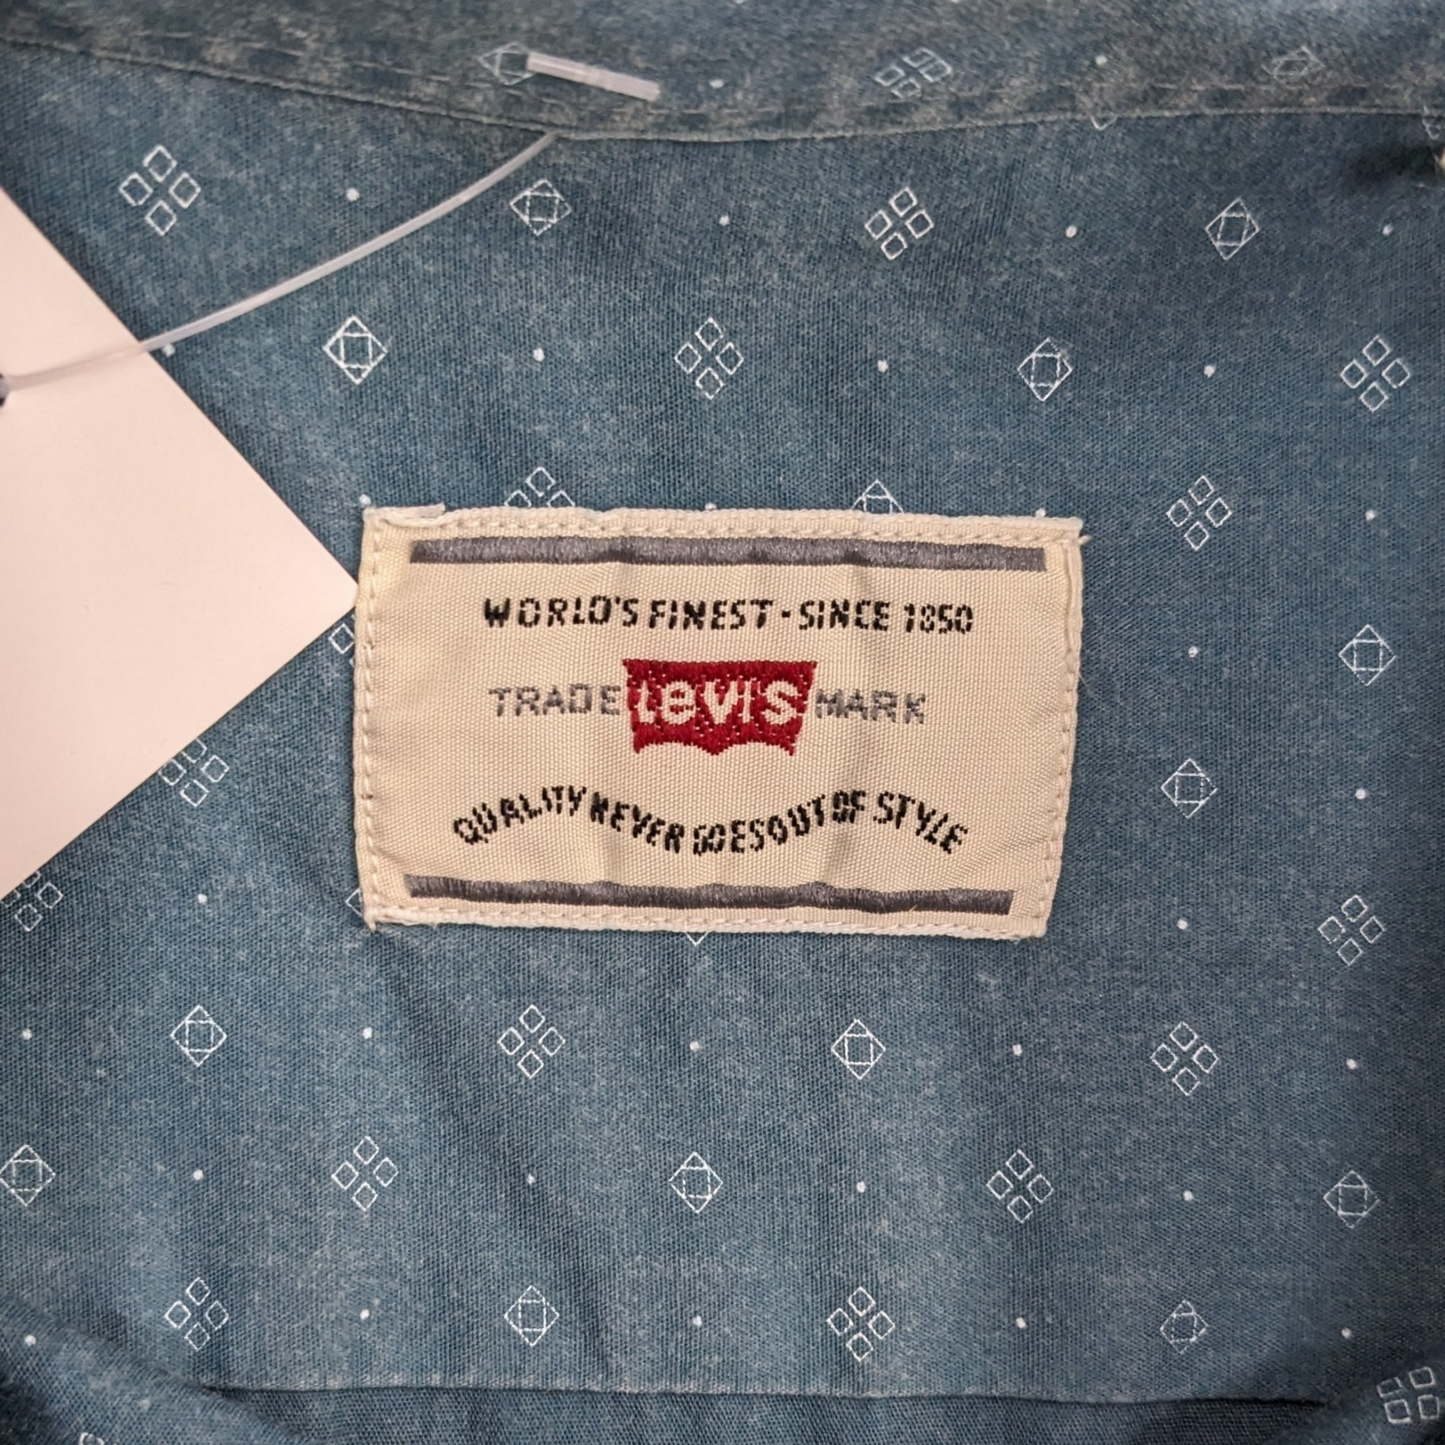 WORLD'S FINEST - SINCE 1850
TRADE Levi's MARK
QUALITY NEVER GOES OUT OF STYLE